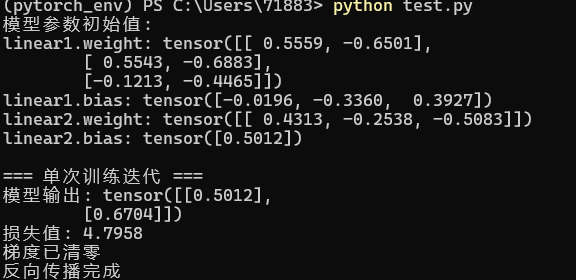 (pytorch_env) PS C:\Users\71883> python test.py
模型参数初始值:
linear1.weight: tensor([[ 0.5559, -0.6501],
        [ 0.5543, -0.6883],
        [-0.1213, -0.4465]])
linear1.bias: tensor([-0.0196, -0.3360,  0.3927])
linear2.weight: tensor([[ 0.4313, -0.2538, -0.5083]])
linear2.bias: tensor([0.5012])

=== 单次训练迭代 ===
模型输出: tensor([[0.5012],
        [0.6704]])
损失值: 4.7958
梯度已清零
反向传播完成